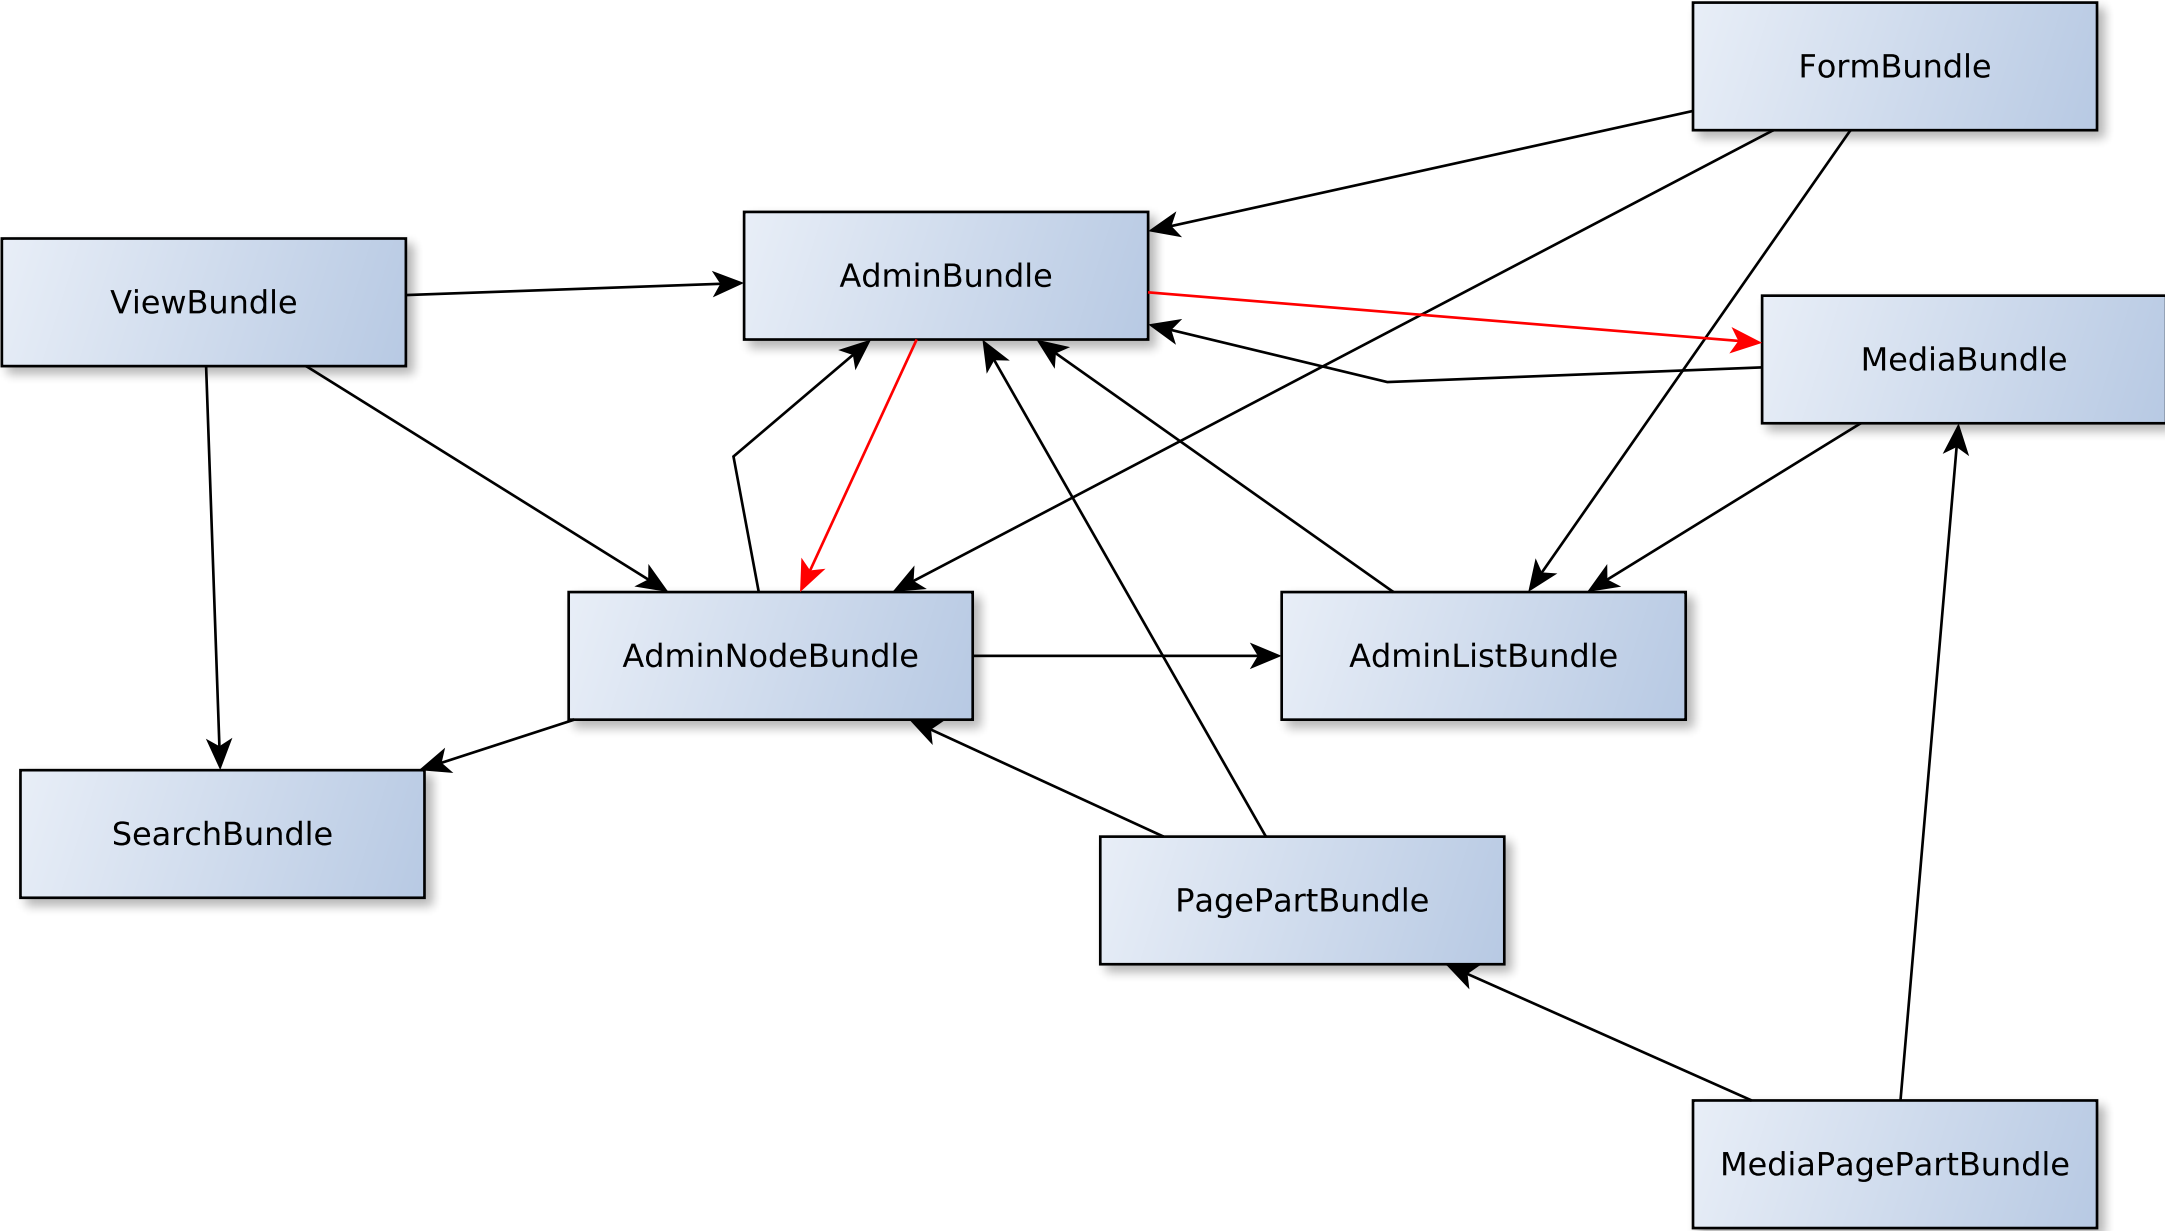 FormBundle
AdminBundle
ViewBundle
MediaBundle
AdminNodeBundle
AdminListBundle
SearchBundle
PagePartBundle
MediaPagePartBundle